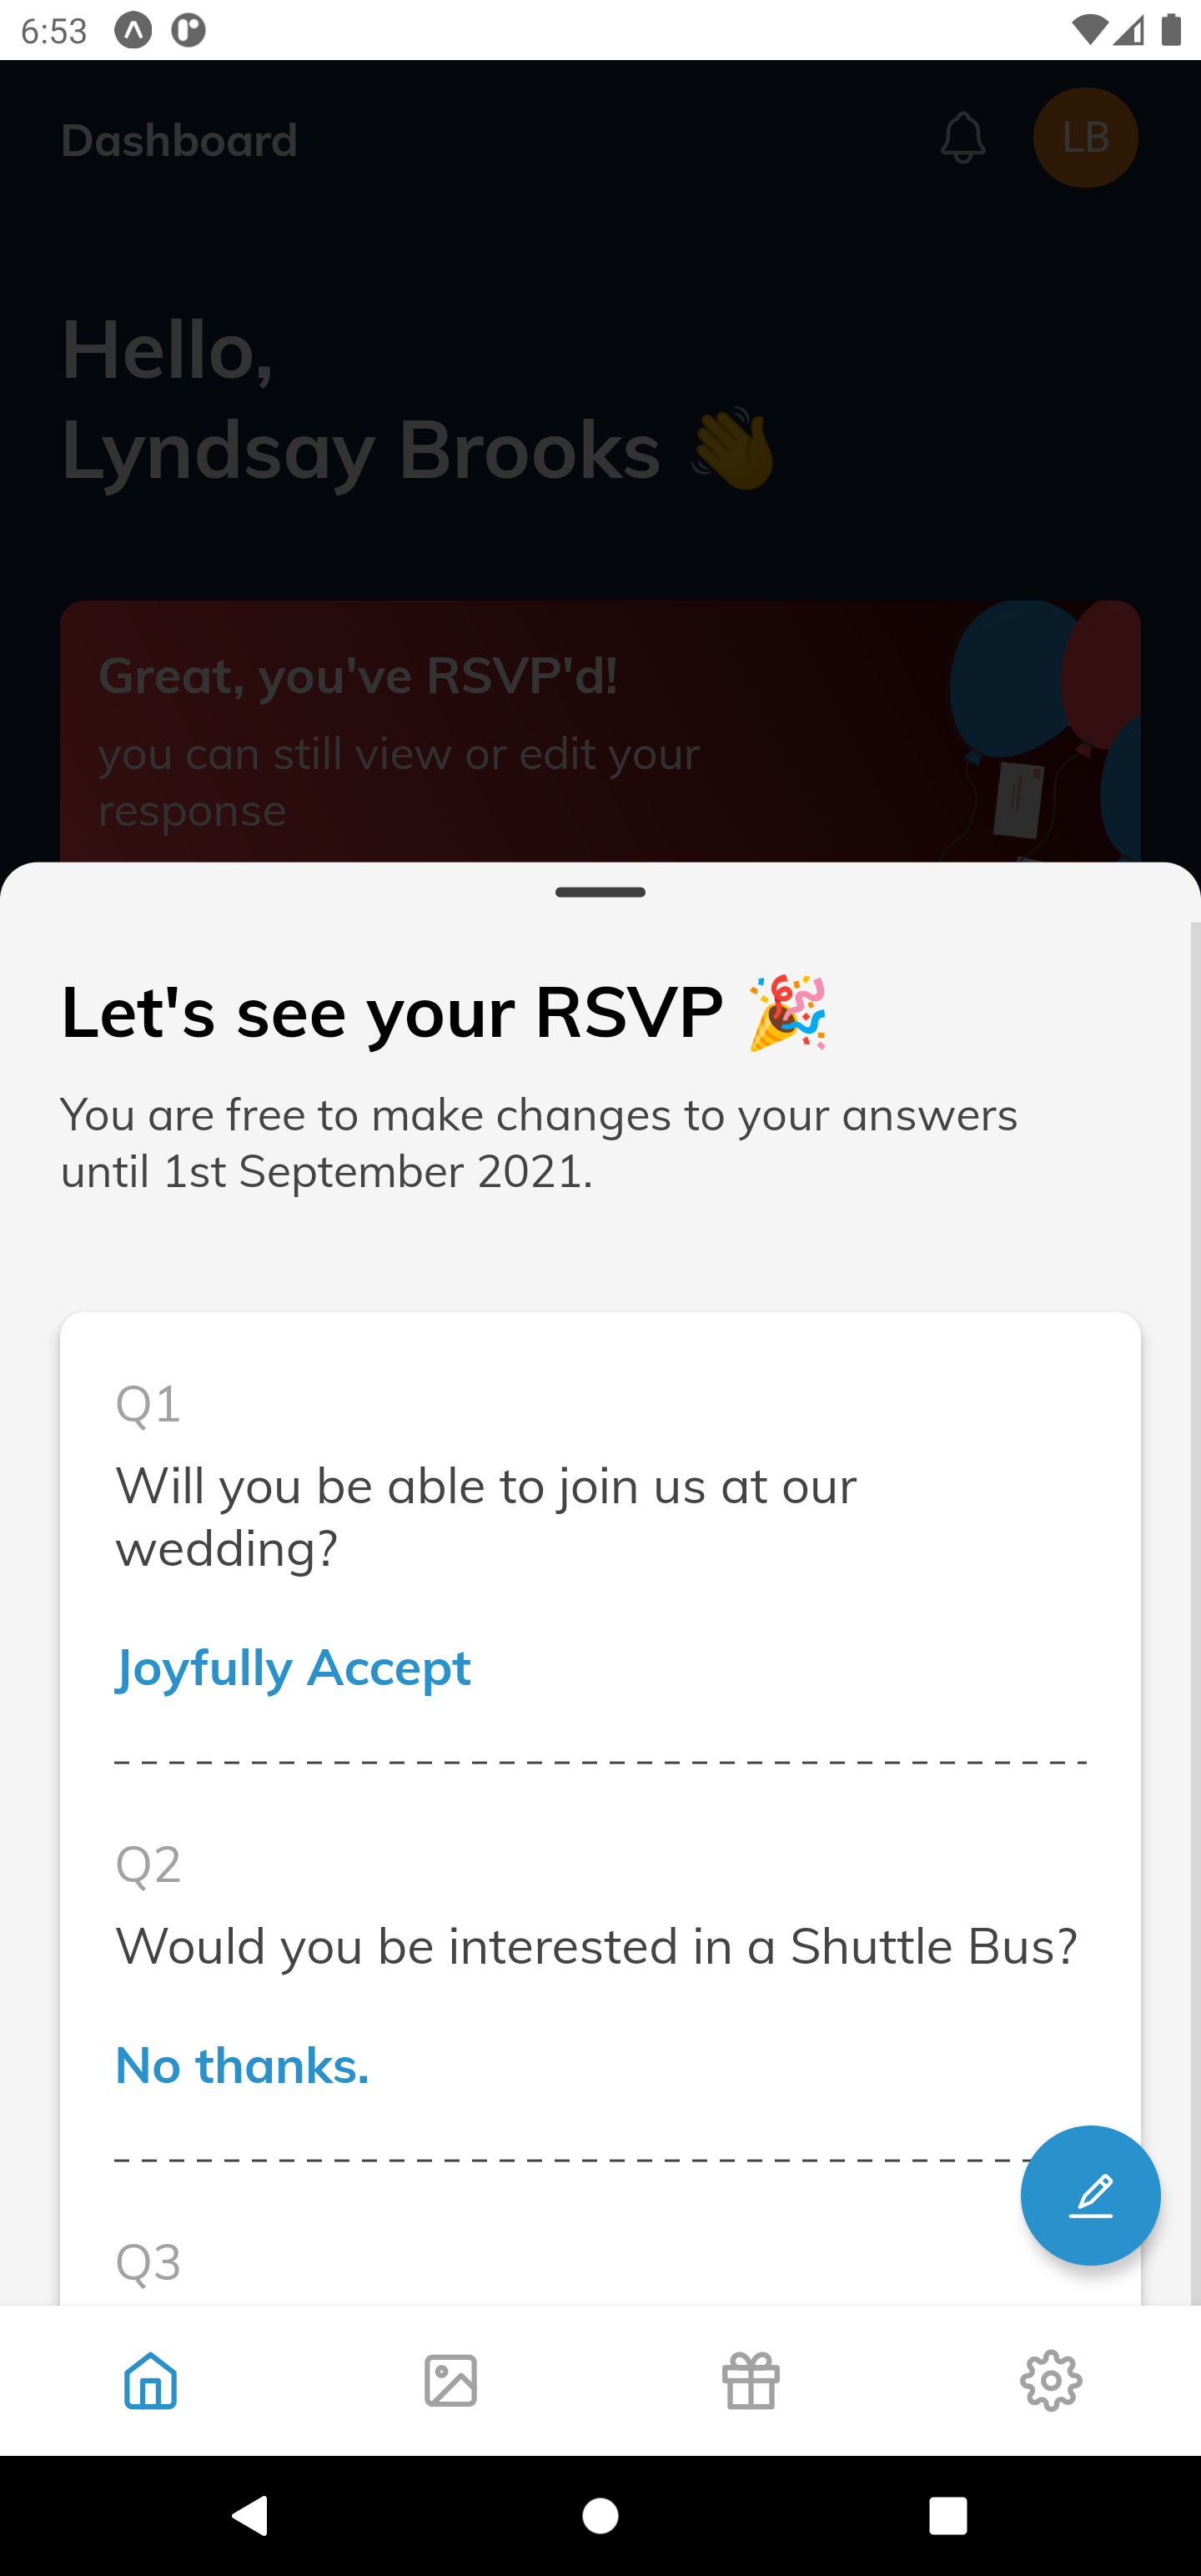 6:53
Dashboard
LB
Hello,
Lyndsay Brooks 👋
Great, you've RSVP'd!
you can still view or edit your
response
Let's see your RSVP 🎉
You are free to make changes to your answers
until 1st September 2021.
Q1
Will you be able to join us at our
wedding?
Joyfully Accept
Q2
Would you be interested in a Shuttle Bus?
No thanks.
Q3